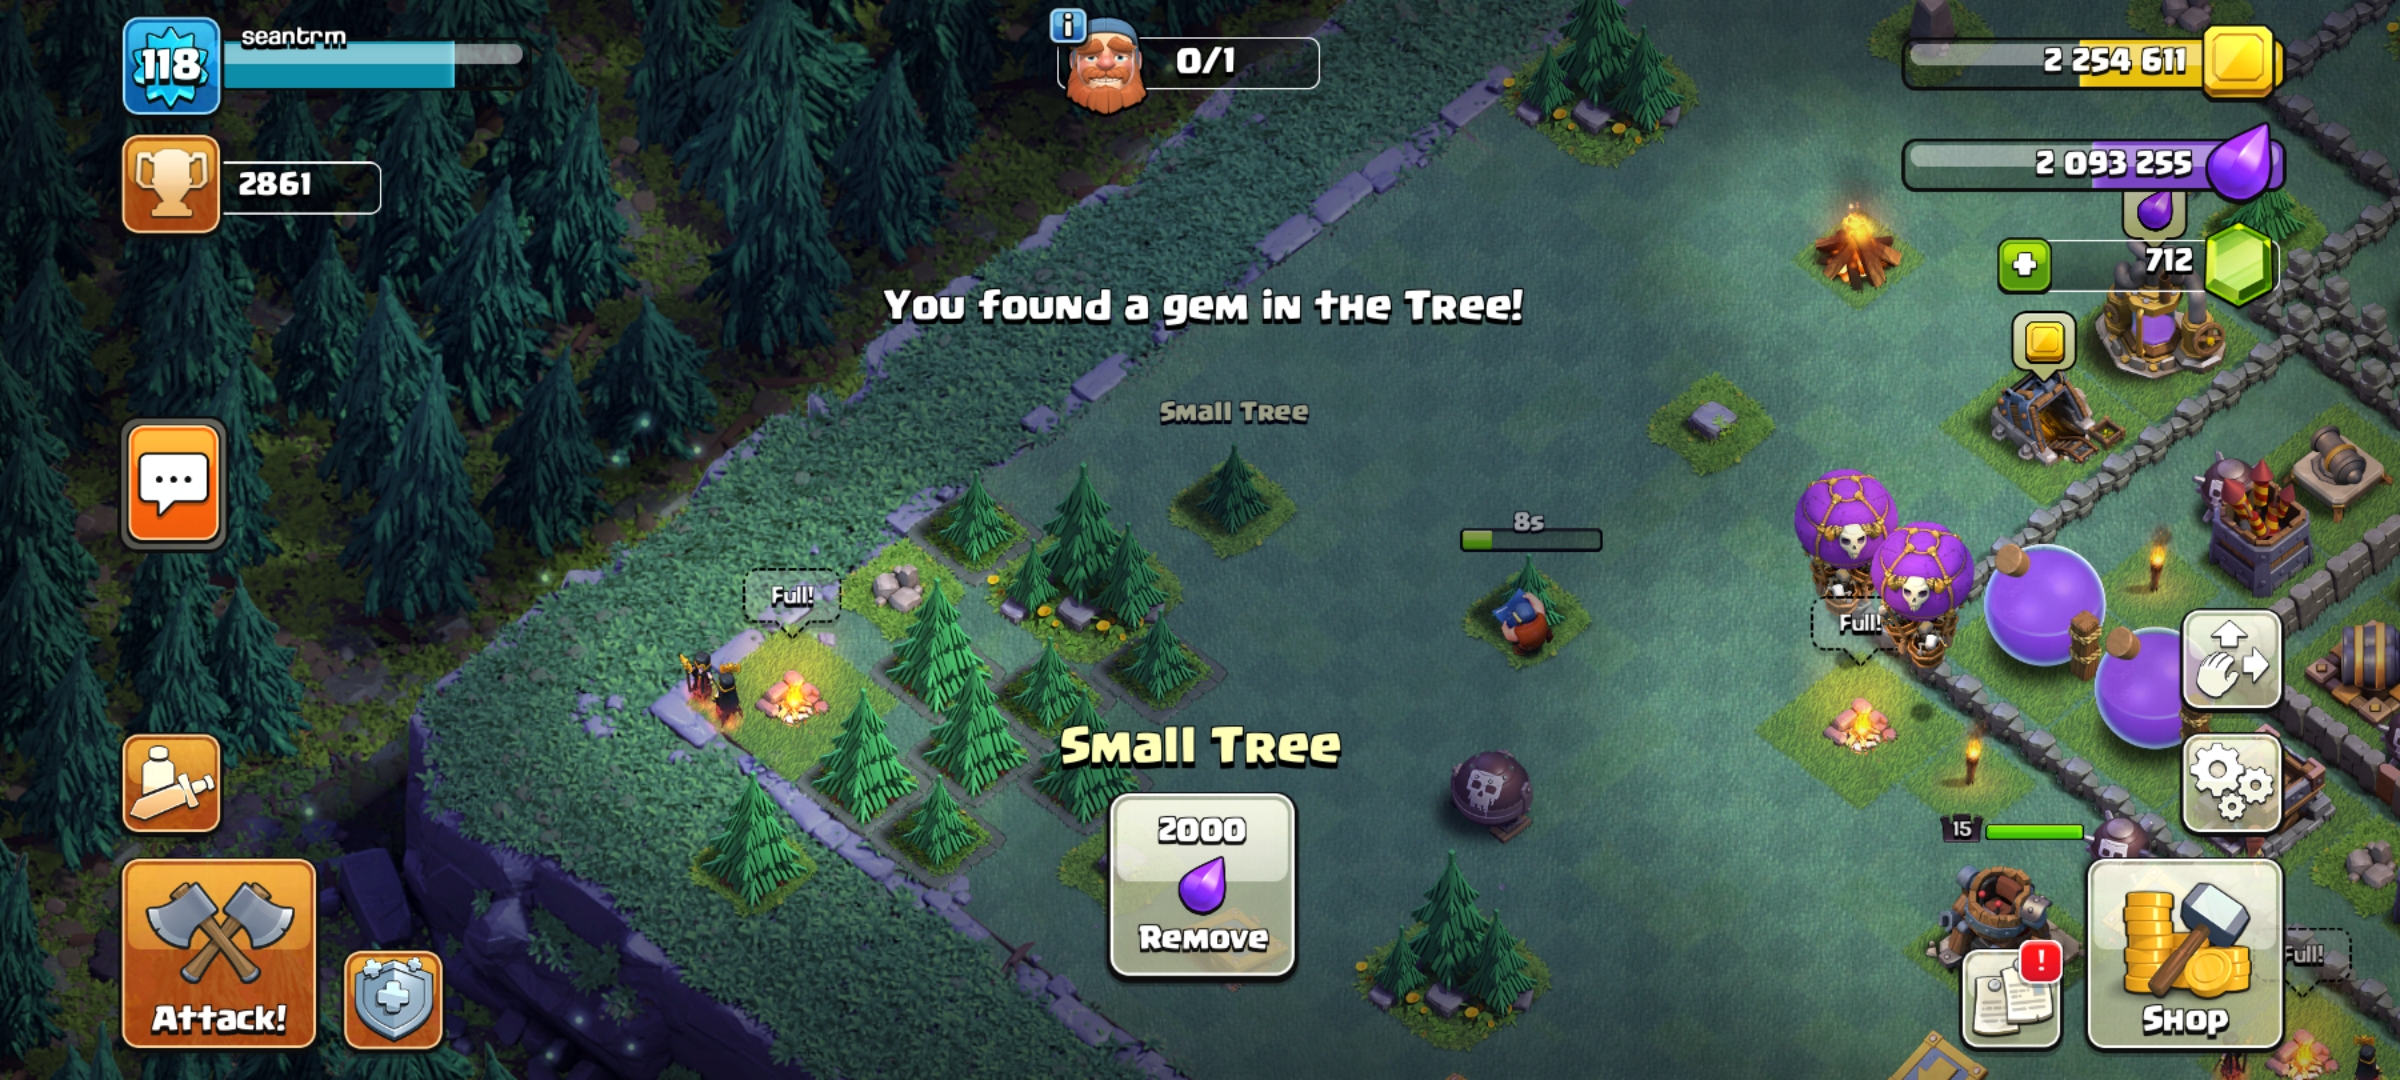 118
seantrm
i
0/1
2 254 611
2861
2 093 255
712
You found a gem in the Tree!
Small Tree
8s
Full!
Full!
Small Tree
2000
Remove
15
Full!
Attack!
!
Shop